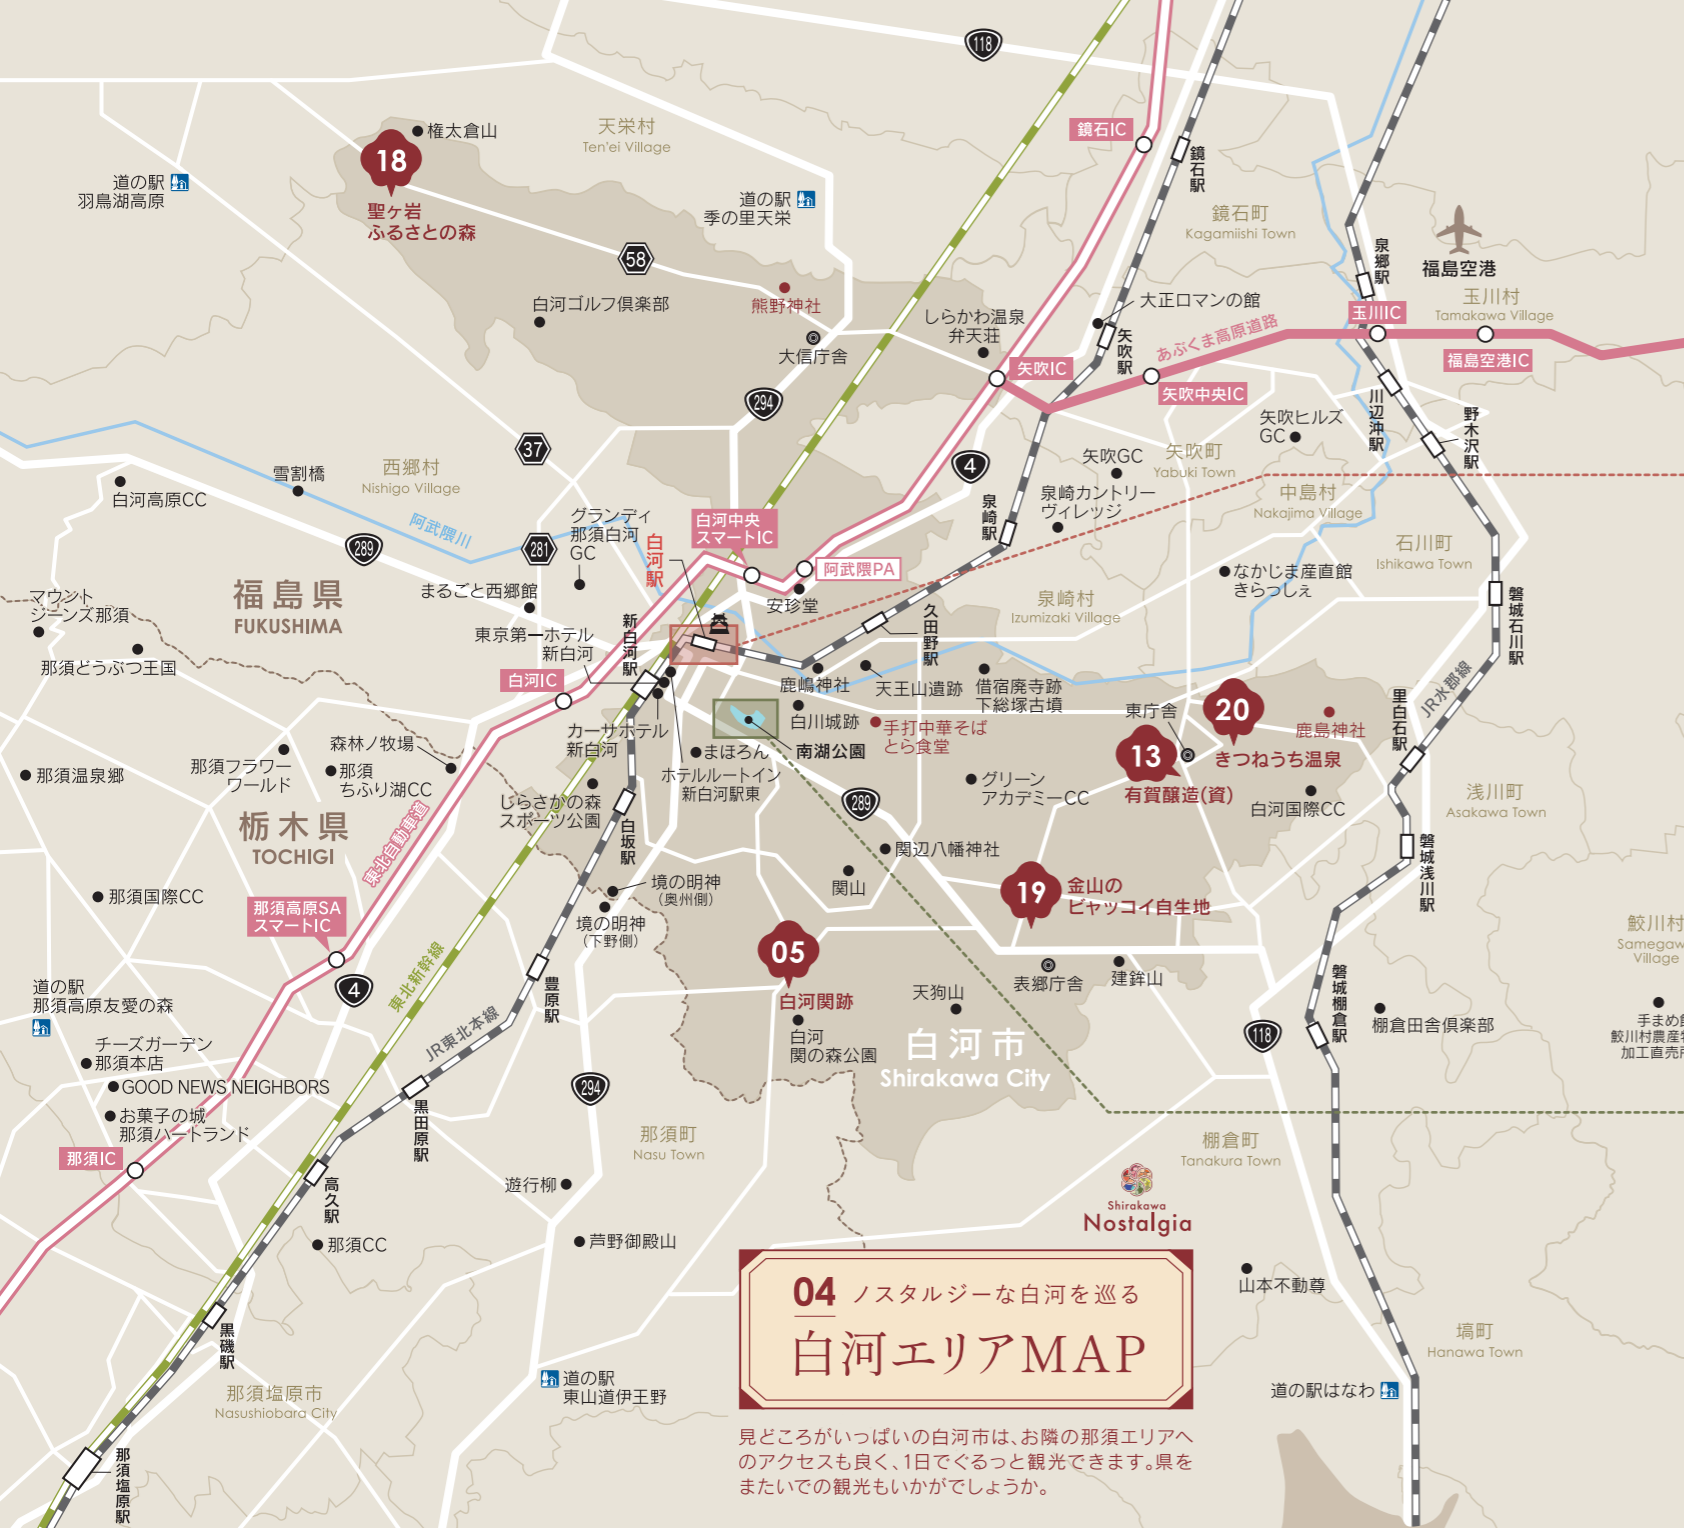 118
権太倉山
天栄村
Ten'ei Village
鏡石IC
18
鏡石駅
道の駅
羽鳥湖高原
道の駅
季の里天栄
聖ヶ岩
ふるさとの森
鏡石町
Kagamiishi Town
泉郷駅
福島空港
58
熊野神社
白河ゴルフ倶楽部
大正ロマンの館
玉川村
Tamakawa Village
しらかわ温泉
弁天荘
玉川IC
あぶくま高原道路
大信庁舎
矢吹駅
福島空港IC
矢吹IC
矢吹中央IC
294
川辺沖駅
野木沢駅
矢吹ヒルズ
GC
37
矢吹町
Yabuki Town
矢吹GC
4
西郷村
Nishigo Village
雪割橋
白河高原CC
泉崎カントリー
ヴィレッジ
中島村
Nakajima Village
泉崎駅
グランディ
那須白河
GC
白河中央
スマートIC
阿武隈川
289
281
白河駅
石川町
Ishikawa Town
阿武隈PA
なかじま産直館
きらっしぇ
福島県
FUKUSHIMA
まるごと西郷館
安珍堂
泉崎村
Izumizaki Village
マウント
ジーンズ那須
久田野駅
磐城石川駅
新白河駅
東京第一ホテル
新白河
那須どうぶつ王国
白河IC
鹿嶋神社
天王山遺跡
借宿廃寺跡
下総塚古墳
JR水郡線
里白石駅
白川城跡
手打中華そば
とら食堂
東庁舎
20
鹿島神社
カーサホテル
新白河
森林ノ牧場
まほろん
南湖公園
13
きつねうち温泉
那須フラワー
ワールド
那須温泉郷
那須
ちふり湖CC
ホテルルートイン
新白河駅東
グリーン
アカデミーCC
有賀醸造(資)
白河国際CC
浅川町
Asakawa Town
しらさかの森
スポーツ公園
289
栃木県
TOCHIGI
東北自動車道
白坂駅
関辺八幡神社
磐城浅川駅
境の明神
(奥州側)
関山
19
金山の
ビャッコイ自生地
那須国際CC
那須高原SA
スマートIC
境の明神
(下野側)
鮫川村
Samegaw
Village
05
東北新幹線
4
豊原駅
表郷庁舎
建鉾山
磐城棚倉駅
道の駅
那須高原友愛の森
白河関跡
天狗山
白河
関の森公園
JR東北本線
白河市
Shirakawa City
118
棚倉田舎倶楽部
手まめ館
鮫川村農産物
加工直売所
チーズガーデン
那須本店
GOOD NEWS NEIGHBORS
294
お菓子の城
那須ハートランド
黒田原駅
那須町
Nasu Town
棚倉町
Tanakura Town
那須IC
高久駅
遊行柳
Shirakawa
Nostalgia
那須CC
芦野御殿山
04 ノスタルジーな白河を巡る
白河エリアMAP
山本不動尊
黒磯駅
塙町
Hanawa Town
那須塩原市
Nasushiobara City
道の駅
東山道伊王野
道の駅はなわ
那須塩原駅
見どころがいっぱいの白河市は、お隣の那須エリアへ
のアクセスも良く、1日でぐるっと観光できます。県を
またいでの観光もいかがでしょうか。